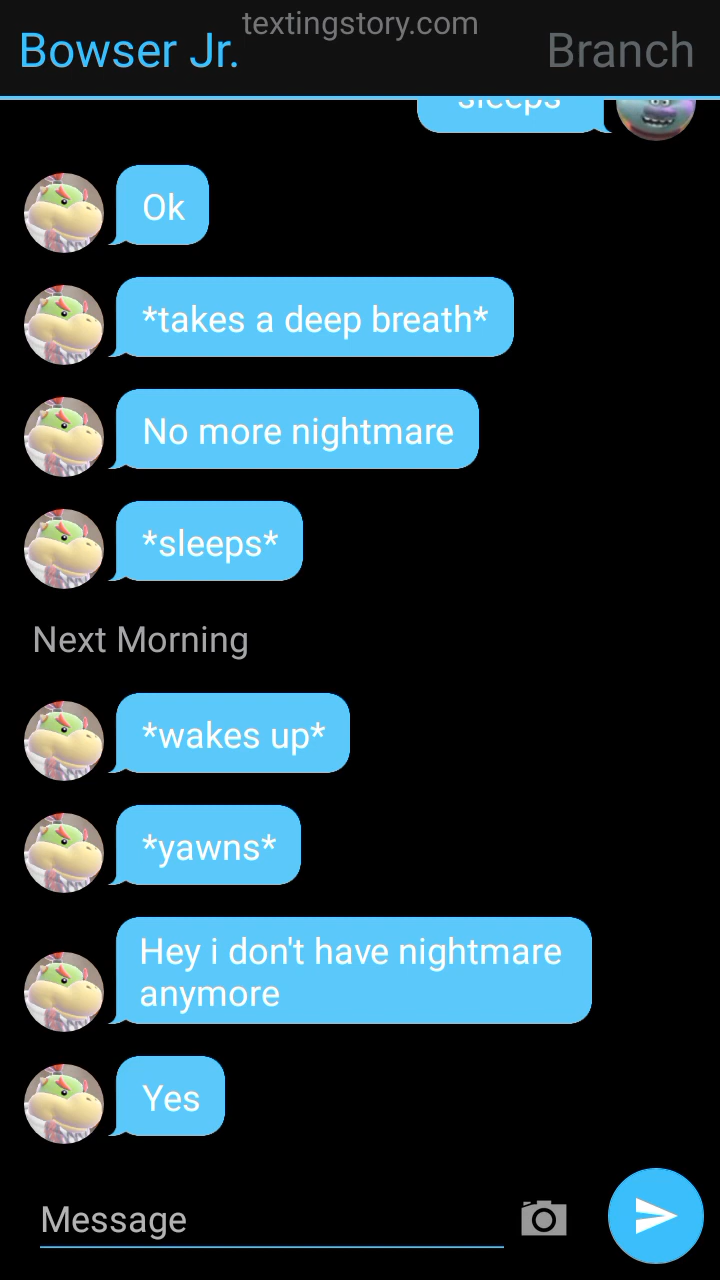 textingstory.com
Bowser Jr.
Branch
sleeps
Ok
*takes a deep breath*
No more nightmare
*sleeps*
Next Morning
*wakes up*
*yawns*
Hey i don't have nightmare
anymore
Yes
Message